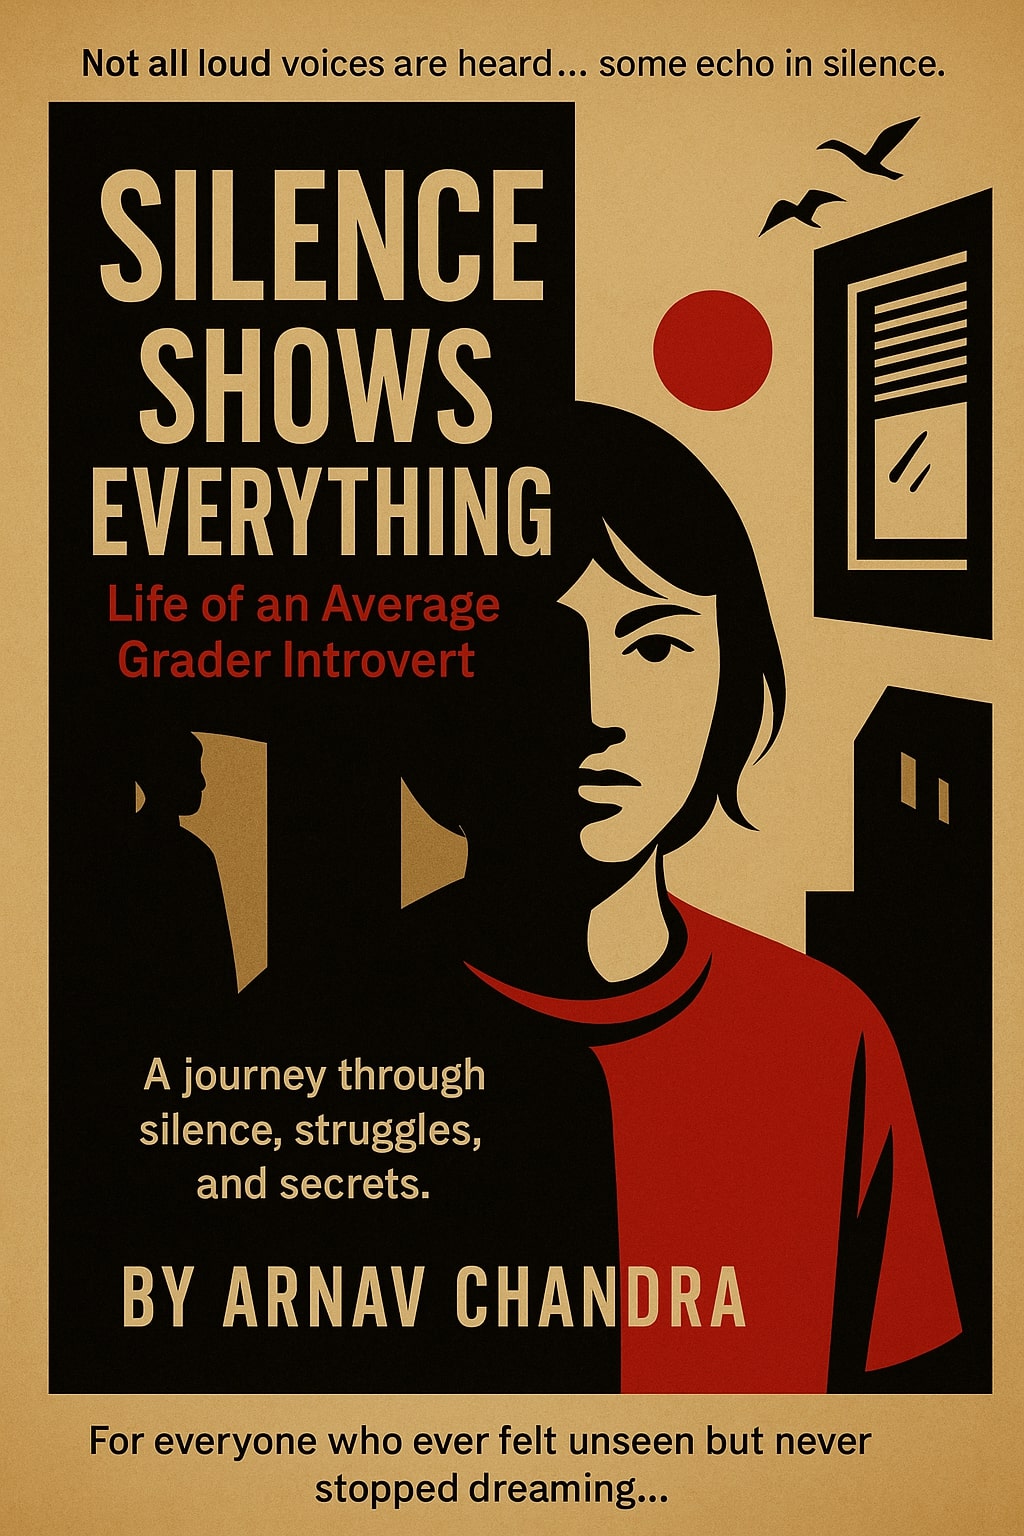 Not all loud voices are heard... some echo in silence.
SILENCE
SHOWS
EVERYTHING
Life of an Average
Grader Introvert
A journey through
silence, struggles,
and secrets.
BY ARNAV CHANDRA
For everyone who ever felt unseen but never
stopped dreaming...